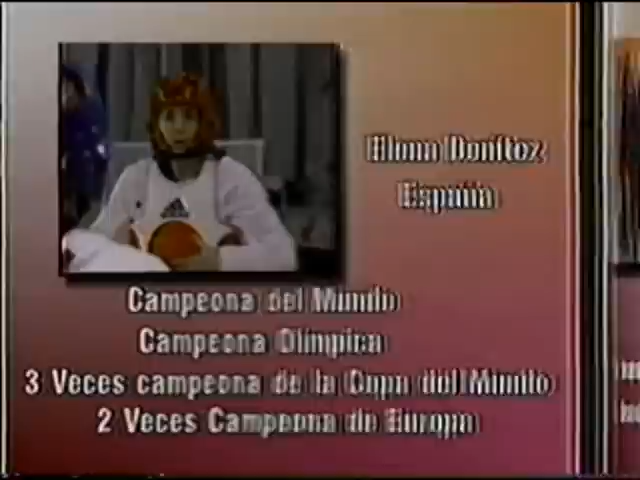 Elena Benítez
España
Campeona del Mundo
Campeona Olímpica
3 Veces campeona de la Copa del Mundo
2 Veces Campeona de Europa